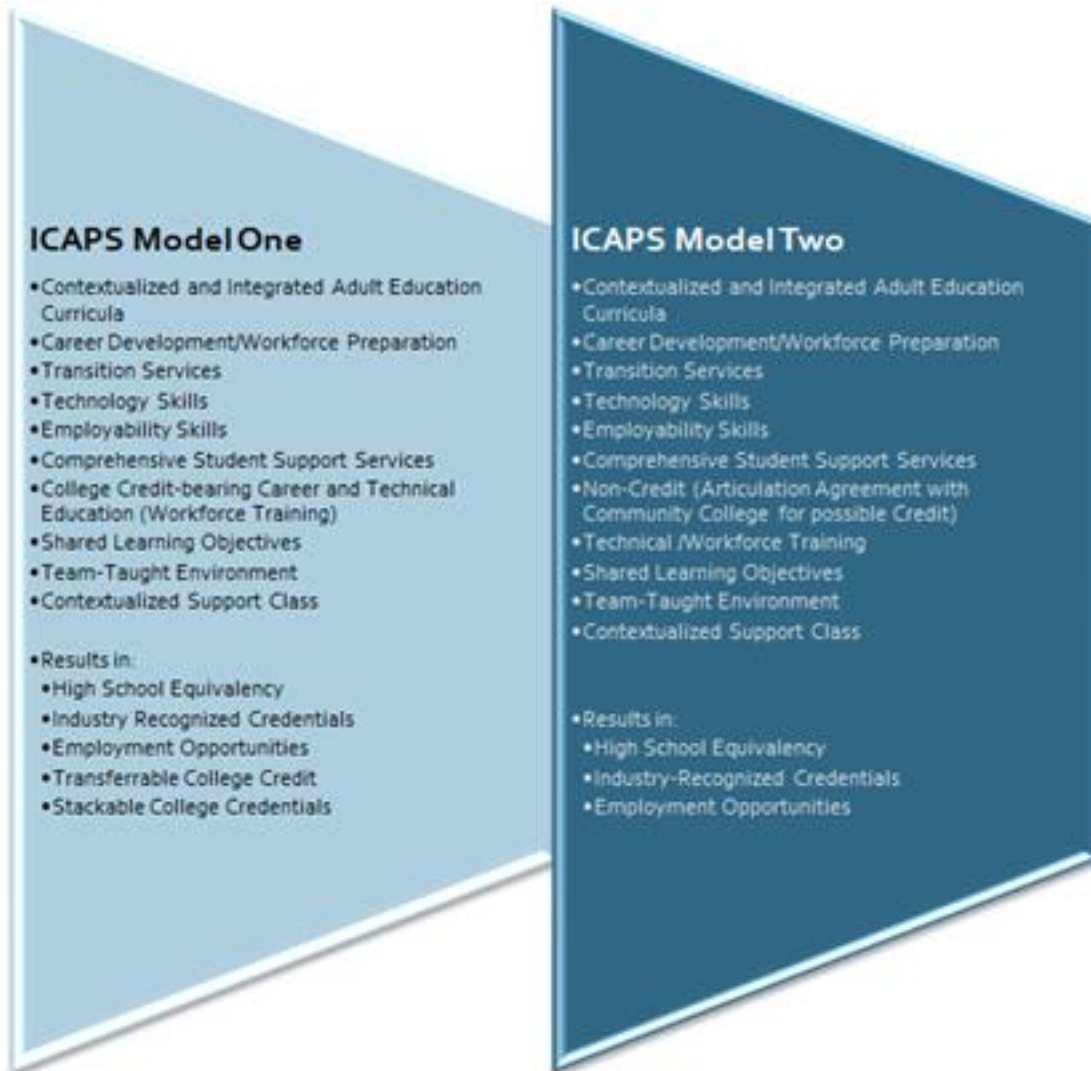 ICAPS Model One
•Contextualized and Integrated Adult Education
Curricula
•Career Development/Workforce Preparation
•Transition Services
•Technology Skills
•Employability Skills
•Comprehensive Student Support Services
•College Credit-bearing Career and Technical
Education (Workforce Training)
•Shared Learning Objectives
•Team-Taught Environment
•Contextualized Support Class
•Results in:
•High School Equivalency
•Industry Recognized Credentials
•Employment Opportunities
•Transferrable College Credit
•Stackable College Credentials
ICAPS Model Two
•Contextualized and Integrated Adult Education
Curricula
•Career Development/Workforce Preparation
•Transition Services
•Technology Skills
•Employability Skills
•Comprehensive Student Support Services
•Non-Credit (Articulation Agreement with
Community College for possible Credit)
•Technical /Workforce Training
•Shared Learning Objectives
•Team-Taught Environment
•Contextualized Support Class
•Results in:
•High School Equivalency
•Industry-Recognized Credentials
•Employment Opportunities